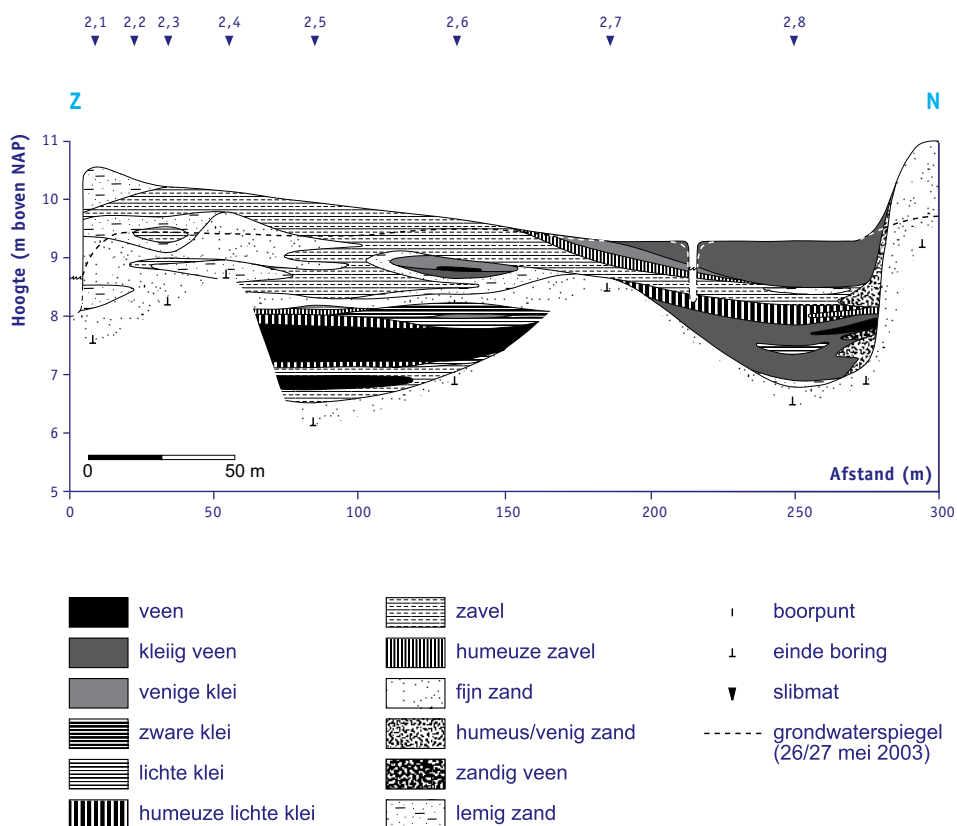 2,1 2,2 2,3 2,4 2,5 2,6 2,7 2,8
Z N
Hoogte (m boven NAP)
11
10
9
8
7
6
5
0 50 m
Afstand (m)
0 50 100 150 200 250 300
veen
kleiig veen
venige klei
zware klei
lichte klei
humeuze lichte klei
zavel
humeuze zavel
fijn zand
humeus/venig zand
zandig veen
lemig zand
boorpunt
einde boring
slibmat
grondwaterspiegel
(26/27 mei 2003)